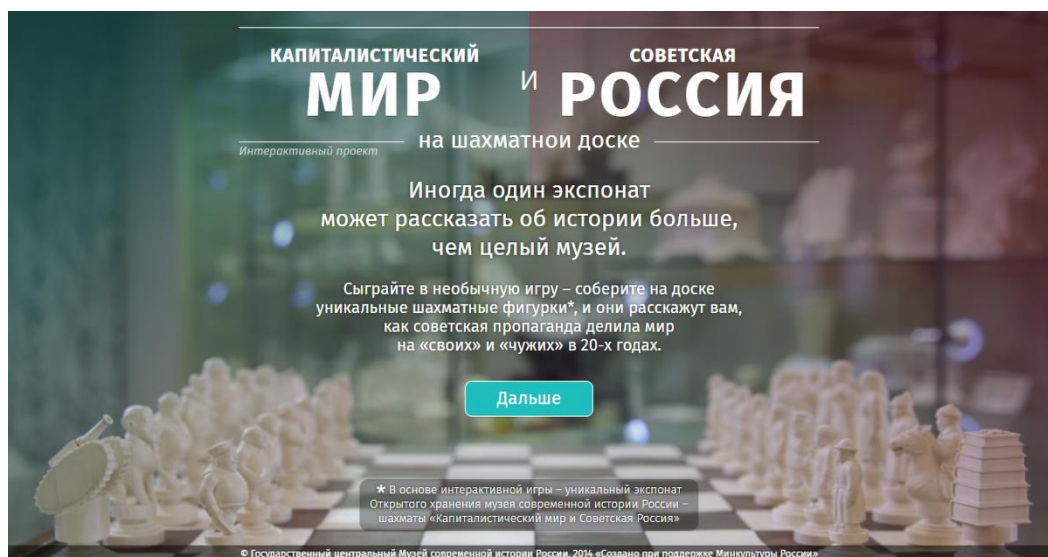 КАПИТАЛИСТИЧЕСКИЙ
МИР
И
СОВЕТСКАЯ
РОССИЯ
на шахматной доске
Интерактивный проект
Иногда один экспонат
может рассказать об истории больше,
чем целый музей.
Сыграйте в необычную игру – соберите на доске
уникальные шахматные фигурки*, и они расскажут вам,
как советская пропаганда делила мир
на «своих» и «чужих» в 20-х годах.
Дальше
* В основе интерактивной игры – уникальный экспонат
Открытого хранения музея современной истории России –
шахматы «Капиталистический мир и Советская Россия»
© Государственный центральный Музей современной истории России, 2014 «Создано при поддержке Минкультуры России»